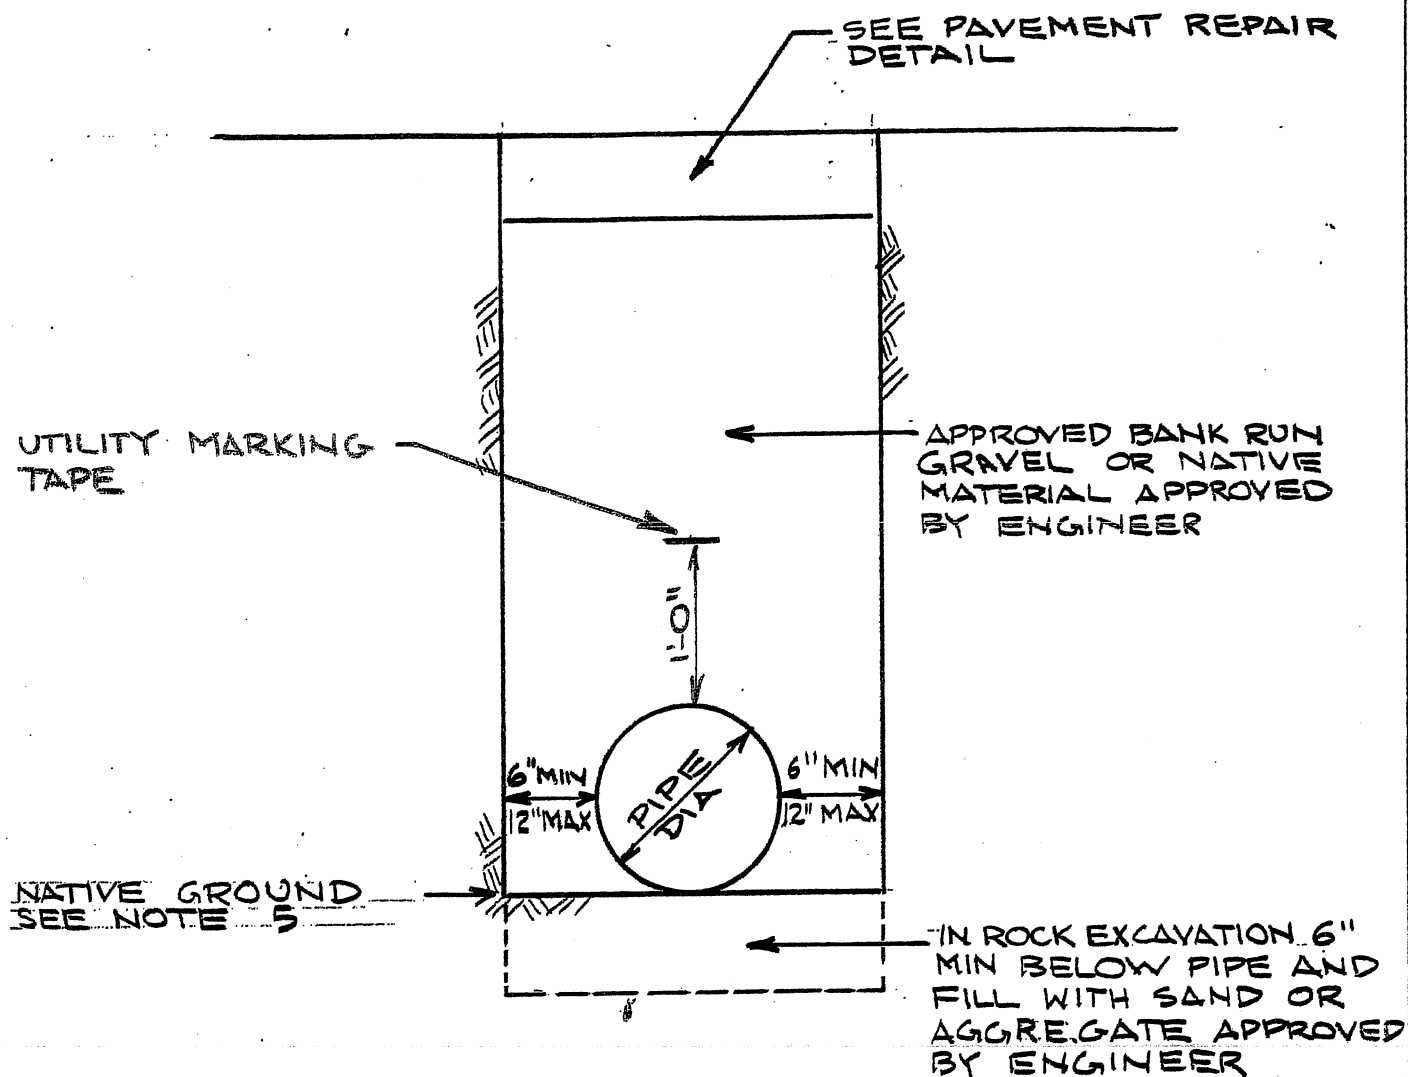 SEE PAVEMENT REPAIR
DETAIL
UTILITY MARKING
TAPE
APPROVED BANK RUN
GRAVEL OR NATIVE
MATERIAL APPROVED
BY ENGINEER
1'-0"
6" MIN
12" MAX
PIPE
DIA
6" MIN
12" MAX
NATIVE GROUND
SEE NOTE 5
IN ROCK EXCAVATION 6"
MIN BELOW PIPE AND
FILL WITH SAND OR
AGGRE.GATE APPROVED
BY ENGINEER